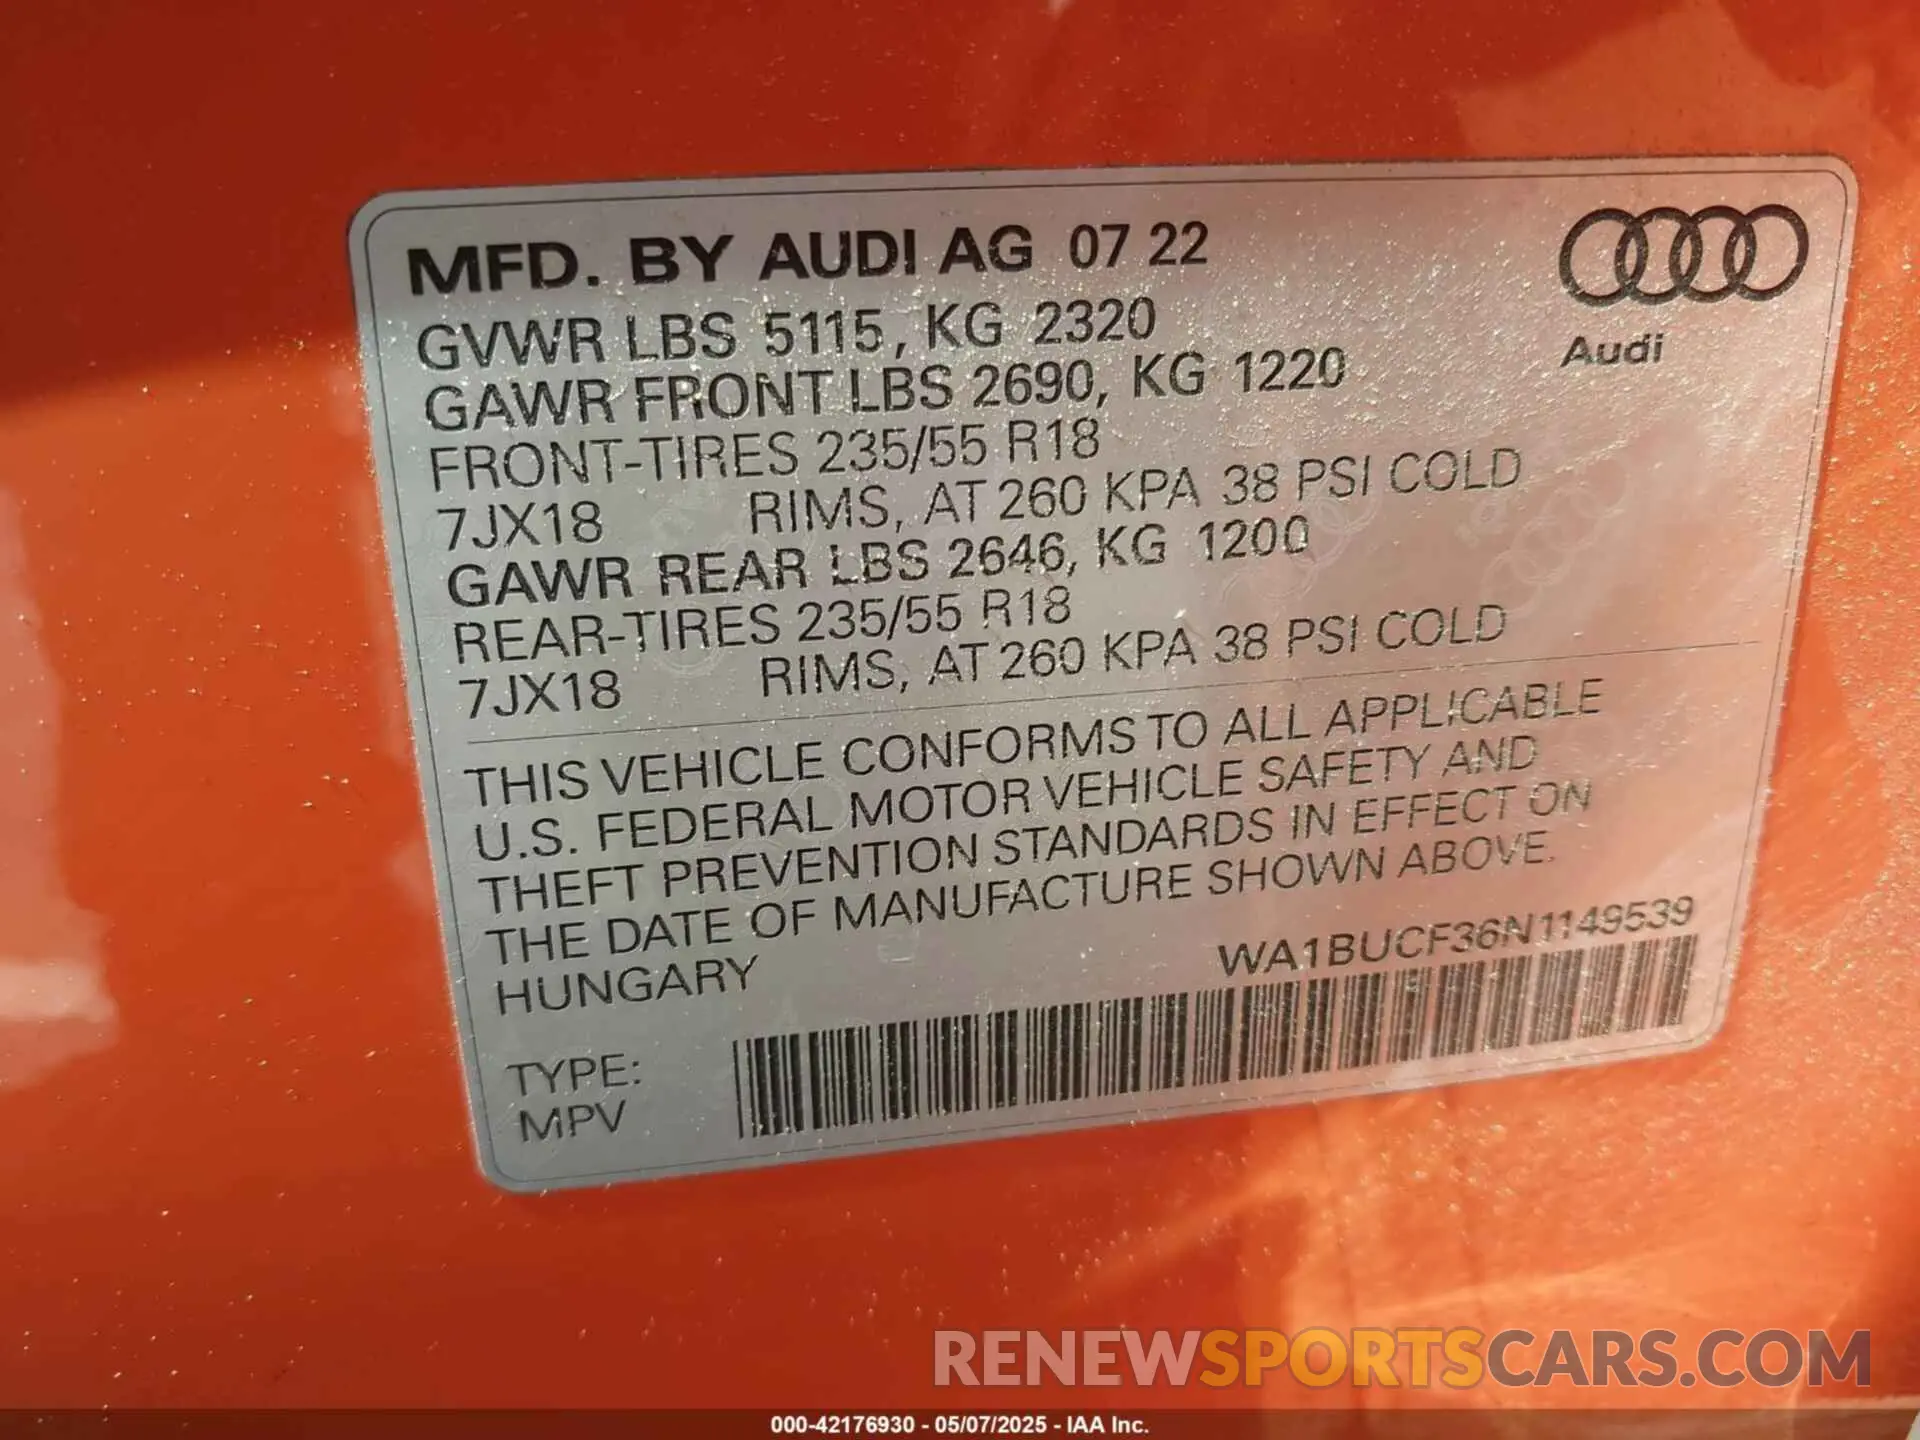 MFD. BY AUDI AG 07 22
GVWR LBS 5115, KG 2320
GAWR FRONT LBS 2690, KG 1220
FRONT-TIRES 235/55 R18
7JX18 RIMS, AT 260 KPA 38 PSI COLD
GAWR REAR LBS 2646, KG 1200
REAR-TIRES 235/55 R18
7JX18 RIMS, AT 260 KPA 38 PSI COLD
Audi
THIS VEHICLE CONFORMS TO ALL APPLICABLE
U.S. FEDERAL MOTOR VEHICLE SAFETY AND
THEFT PREVENTION STANDARDS IN EFFECT ON
THE DATE OF MANUFACTURE SHOWN ABOVE.
HUNGARY
WA1BUCF36N1149539
TYPE:
MPV
RENEWSPORTSCARS.COM
000-42176930 - 05/07/2025 - IAA Inc.